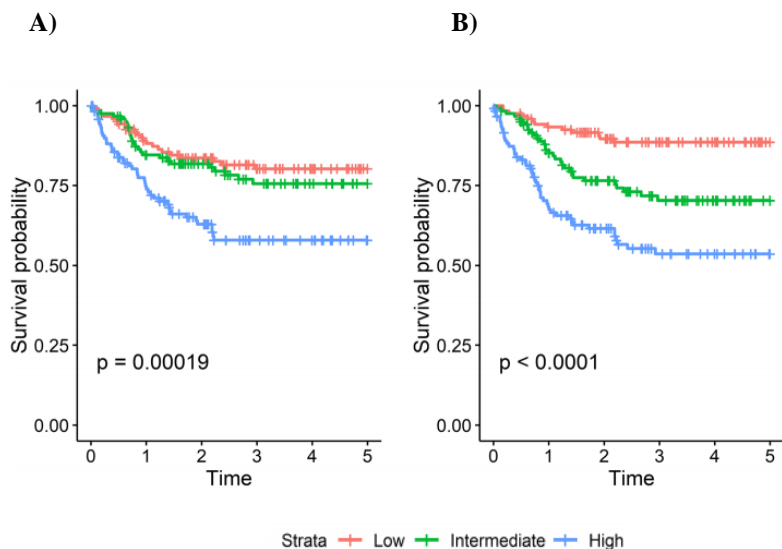 A)
B)
1.00
0.75
0.50
0.25
0.00
Survival probability
p = 0.00019
0 1 2 3 4 5
Time
1.00
0.75
0.50
0.25
0.00
Survival probability
p < 0.0001
0 1 2 3 4 5
Time
Strata Low Intermediate High